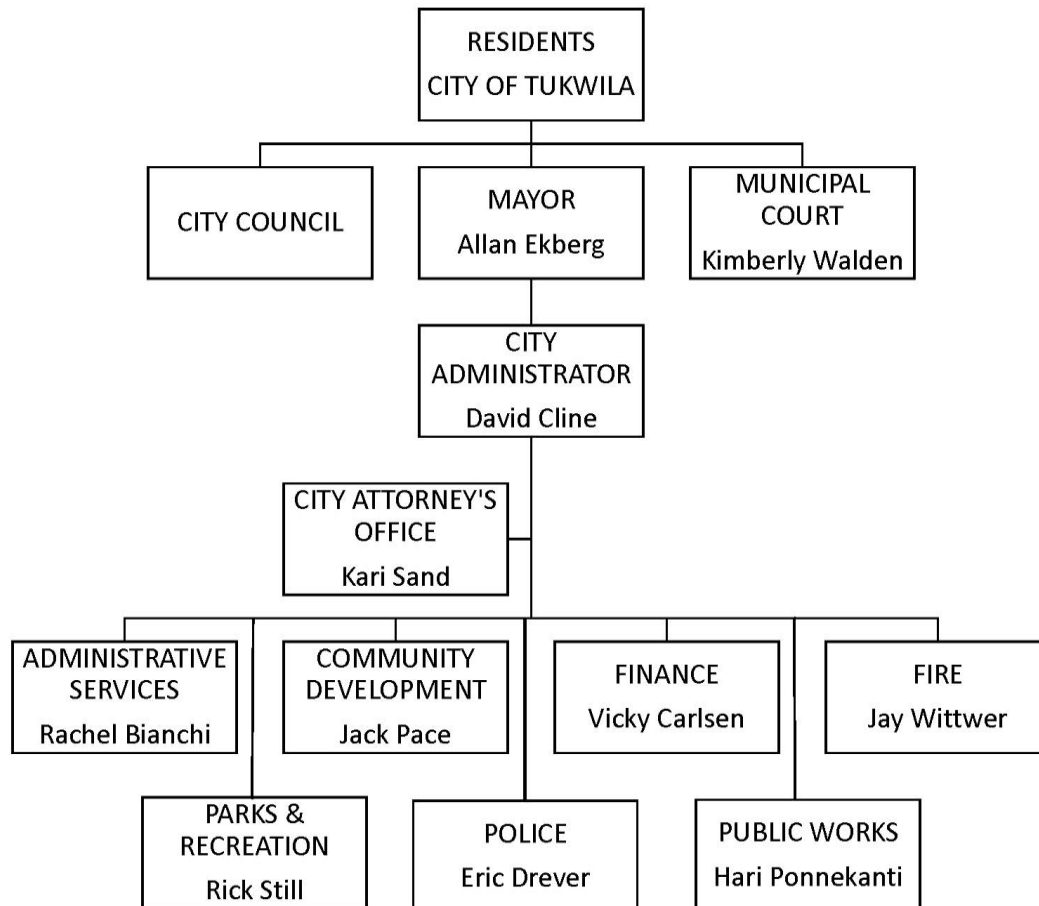 RESIDENTS
CITY OF TUKWILA
CITY COUNCIL
MAYOR
Allan Ekberg
MUNICIPAL
COURT
Kimberly Walden
CITY
ADMINISTRATOR
David Cline
CITY ATTORNEY'S
OFFICE
Kari Sand
ADMINISTRATIVE
SERVICES
Rachel Bianchi
COMMUNITY
DEVELOPMENT
Jack Pace
FINANCE
Vicky Carlsen
FIRE
Jay Wittwer
PARKS &
RECREATION
Rick Still
POLICE
Eric Drever
PUBLIC WORKS
Hari Ponnekanti